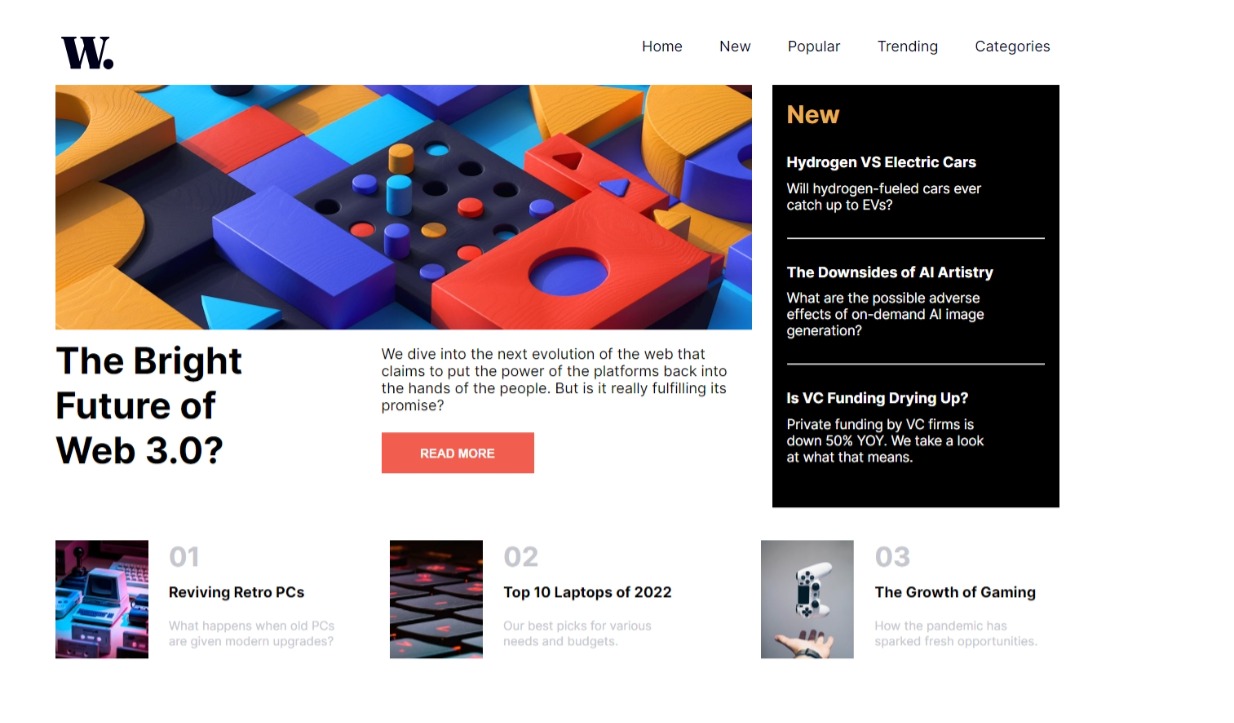 W.
Home New Popular Trending Categories
The Bright
Future of
Web 3.0?
We dive into the next evolution of the web that
claims to put the power of the platforms back into
the hands of the people. But is it really fulfilling its
promise?
READ MORE
New
Hydrogen VS Electric Cars
Will hydrogen-fueled cars ever
catch up to EVs?
The Downsides of AI Artistry
What are the possible adverse
effects of on-demand AI image
generation?
Is VC Funding Drying Up?
Private funding by VC firms is
down 50% YOY. We take a look
at what that means.
01
Reviving Retro PCs
What happens when old PCs
are given modern upgrades?
02
Top 10 Laptops of 2022
Our best picks for various
needs and budgets.
03
The Growth of Gaming
How the pandemic has
sparked fresh opportunities.